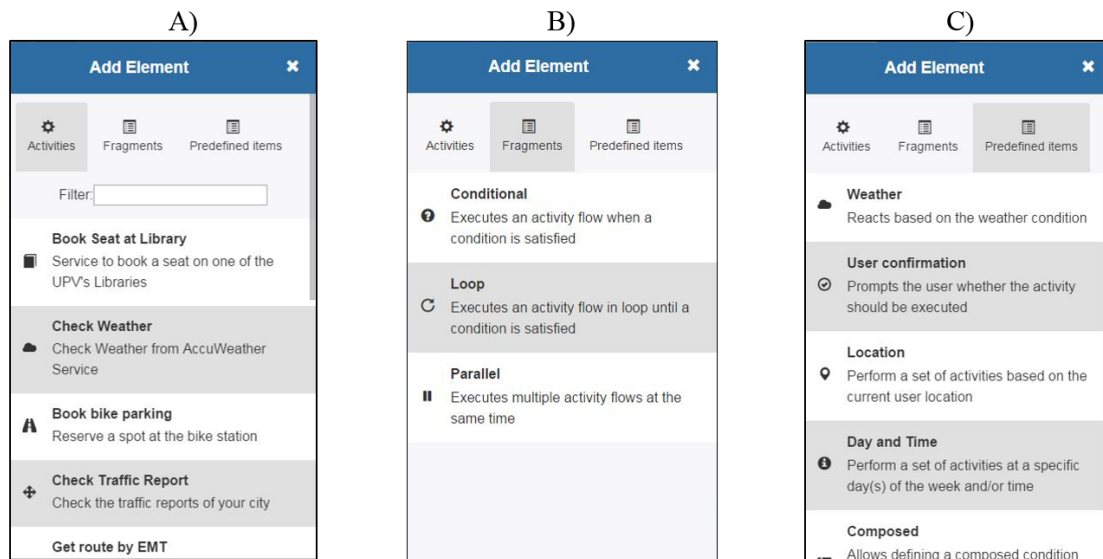 A)
Add Element
Activities
Fragments
Predefined items
Filter:
Book Seat at Library
Service to book a seat on one of the
UPV's Libraries
Check Weather
Check Weather from AccuWeather
Service
Book bike parking
Reserve a spot at the bike station
Check Traffic Report
Check the traffic reports of your city
Get route by EMT
B)
Add Element
Activities
Fragments
Predefined items
Conditional
Executes an activity flow when a
condition is satisfied
Loop
Executes an activity flow in loop until a
condition is satisfied
Parallel
Executes multiple activity flows at the
same time
C)
Add Element
Activities
Fragments
Predefined items
Weather
Reacts based on the weather condition
User confirmation
Prompts the user whether the activity
should be executed
Location
Perform a set of activities based on the
current user location
Day and Time
Perform a set of activities at a specific
day(s) of the week and/or time
Composed
Allows defining a composed condition